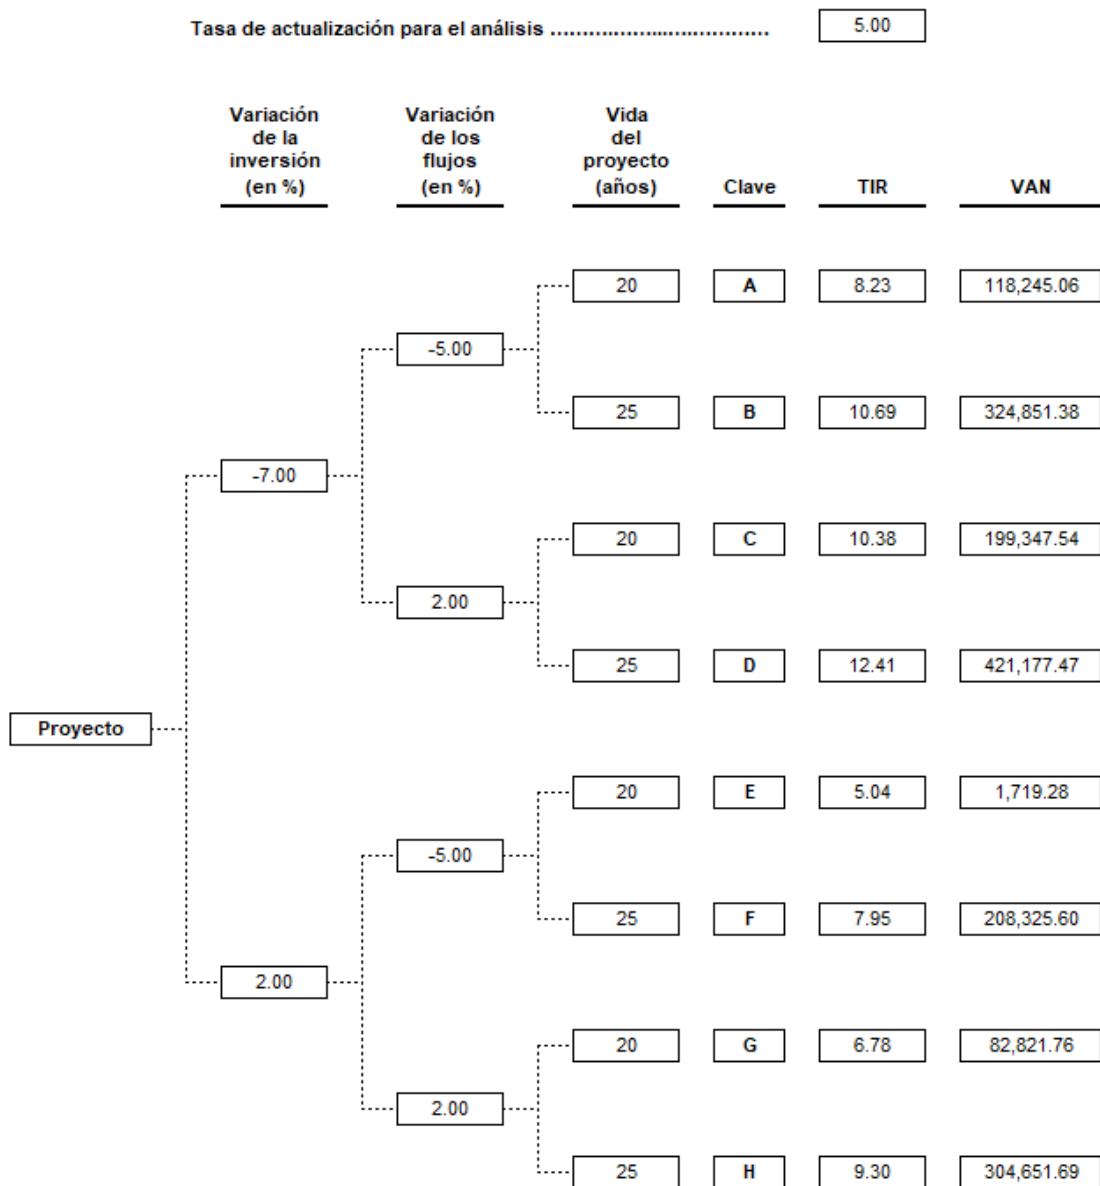 Tasa de actualización para el análisis ……………………………… 5.00
Variación de la inversión (en %)
Variación de los flujos (en %)
Vida del proyecto (años)
Clave
TIR
VAN
20 A 8.23 118,245.06
-5.00
25 B 10.69 324,851.38
-7.00
20 C 10.38 199,347.54
2.00
25 D 12.41 421,177.47
Proyecto
20 E 5.04 1,719.28
-5.00
25 F 7.95 208,325.60
2.00
20 G 6.78 82,821.76
2.00
25 H 9.30 304,651.69